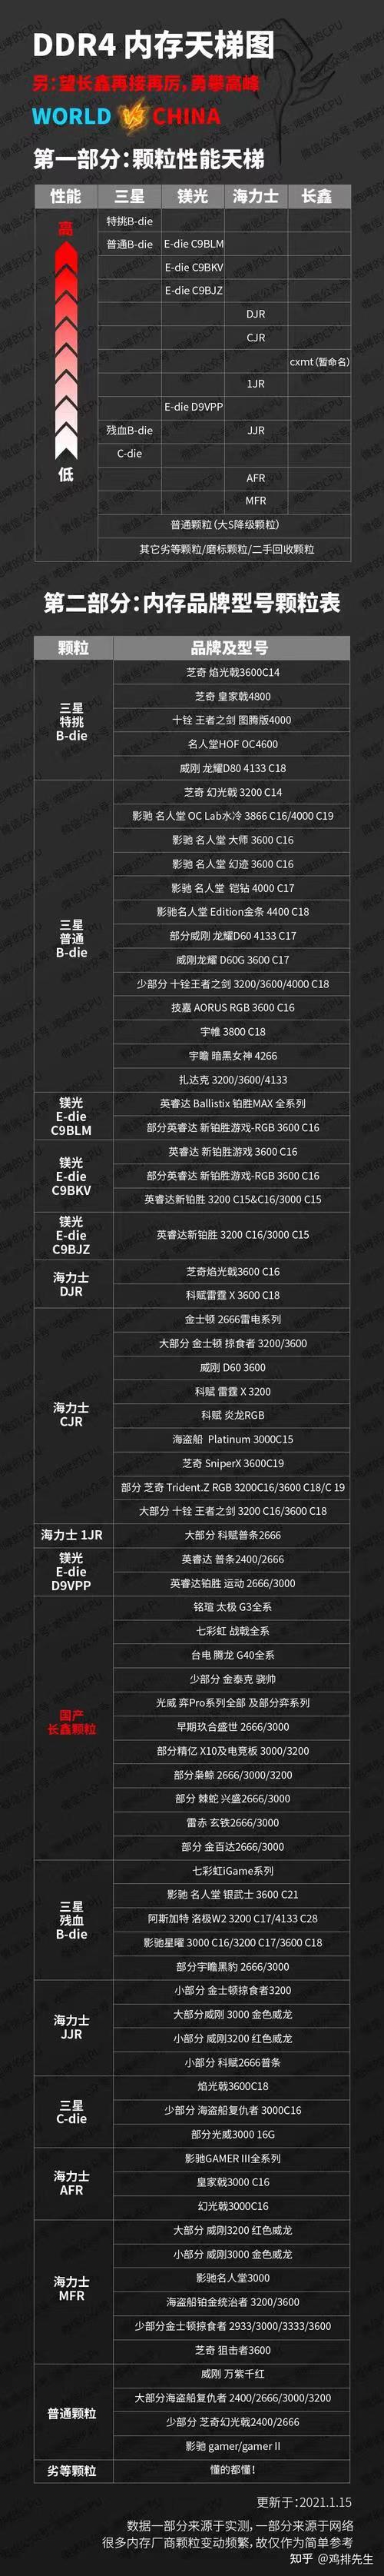 DDR4 内存天梯图
另：望长鑫再接再厉，勇攀高峰
WORLD VS CHINA
第一部分：颗粒性能天梯
性能 三星 镁光 海力士 长鑫
高
特挑B-die
普通B-die E-die C9BLM
E-die C9BKV
E-die C9BJZ
DJR
CJR
cxmt（暂命名）
1JR
E-die D9VPP
残血B-die JJR
C-die
低
AFR
MFR
普通颗粒（大S降级颗粒）
其它劣等颗粒/磨标颗粒/二手回收颗粒
第二部分：内存品牌型号颗粒表
颗粒 品牌及型号
三星
特挑
B-die
芝奇 焰光戟3600C14
芝奇 皇家戟4800
十铨 王者之剑 图腾版4000
名人堂HOF OC4600
威刚 龙耀D80 4133 C18
三星
普通
B-die
芝奇 幻光戟 3200 C14
影驰 名人堂 OC Lab水冷 3866 C16/4000 C19
影驰 名人堂 大师 3600 C16
影驰 名人堂 幻迹 3600 C16
影驰 名人堂 铠钻 4000 C17
影驰名人堂 Edition金条 4400 C18
部分威刚 龙耀D60 4133 C17
威刚龙耀 D60G 3600 C17
少部分 十铨王者之剑 3200/3600/4000 C18
技嘉 AORUS RGB 3600 C16
宇帷 3800 C18
宇瞻 暗黑女神 4266
扎达克 3200/3600/4133
镁光
E-die
C9BLM
英睿达 Ballistix 铂胜MAX 全系列
部分英睿达 新铂胜游戏-RGB 3600 C16
镁光
E-die
C9BKV
英睿达 新铂胜游戏 3600 C16
部分英睿达 新铂胜游戏-RGB 3600 C16
英睿达新铂胜 3200 C15&C16/3000 C15
镁光
E-die
C9BJZ
英睿达新铂胜 3200 C16/3000 C15
海力士
DJR
芝奇焰光戟3600 C16
科赋雷霆 X 3600 C18
海力士
CJR
金士顿 2666雷电系列
大部分 金士顿 掠食者 3200/3600
威刚 D60 3600
科赋 雷霆 X 3200
科赋 炎龙RGB
海盗船 Platinum 3000C15
芝奇 SniperX 3600C19
部分 芝奇 Trident.Z RGB 3200C16/3600 C18/C 19
大部分 十铨 王者之剑 3200 C16/3600 C18
海力士 1JR
大部分 科赋普条2666
镁光
E-die
D9VPP
英睿达 普条2400/2666
英睿达铂胜 运动 2666/3000
国产
长鑫颗粒
铭瑄 太极 G3全系
七彩虹 战戟全系
台电 腾龙 G40全系
少部分 金泰克 骁帅
光威 弈Pro系列全部 及部分弈系列
早期玖合盛世 2666/3000
部分精亿 X10及电竞板 3000/3200
部分枭鲸 2666/3000/3200
部分 棘蛇 兴盛2666/3000
雷赤 玄铁2666/3000
部分 金百达2666/3000
三星
残血
B-die
七彩虹iGame系列
影驰 名人堂 银武士 3600 C21
阿斯加特 洛极W2 3200 C17/4133 C28
影驰星曜 3000 C16/3200 C17/3600 C18
部分宇瞻黑豹 2666/3000
海力士
JJR
小部分 金士顿掠食者3200
大部分威刚 3000 金色威龙
小部分 威刚3200 红色威龙
小部分 科赋2666普条
三星
C-die
焰光戟3600C18
少部分 海盗船复仇者 3000C16
部分光威3000 16G
海力士
AFR
影驰GAMER III全系列
皇家戟3000 C16
幻光戟3000C16
海力士
MFR
大部分 威刚3200 红色威龙
小部分 威刚3000 金色威龙
影驰名人堂3000
海盗船铂金统治者 3200/3600
少部分金士顿掠食者 2933/3000/3333/3600
芝奇 狙击者3600
普通颗粒
威刚 万紫千红
大部分海盗船复仇者 2400/2666/3000/3200
少部分 芝奇幻光戟2400/2666
影驰 gamer/gamer II
劣等颗粒
懂的都懂！
更新于：2021.1.15
数据一部分来源于实测，一部分来源于网络
很多内存厂商颗粒变动频繁，故仅作为简单参考
知乎 @鸡排先生